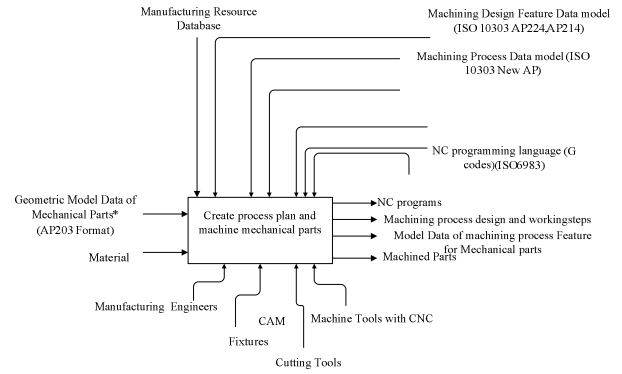 Manufacturing Resource
Database
Machining Design Feature Data model
(ISO 10303 AP224,AP214)
Machining Process Data model (ISO
10303 New AP)
NC programming language (G
codes)(ISO6983)
Geometric Model Data of
Mechanical Parts*
(AP203 Format)
Material
Create process plan and
machine mechanical parts
NC programs
Machining process design and workingsteps
Model Data of machining process Feature
for Mechanical parts
Machined Parts
Manufacturing Engineers
Fixtures
CAM
Cutting Tools
Machine Tools with CNC